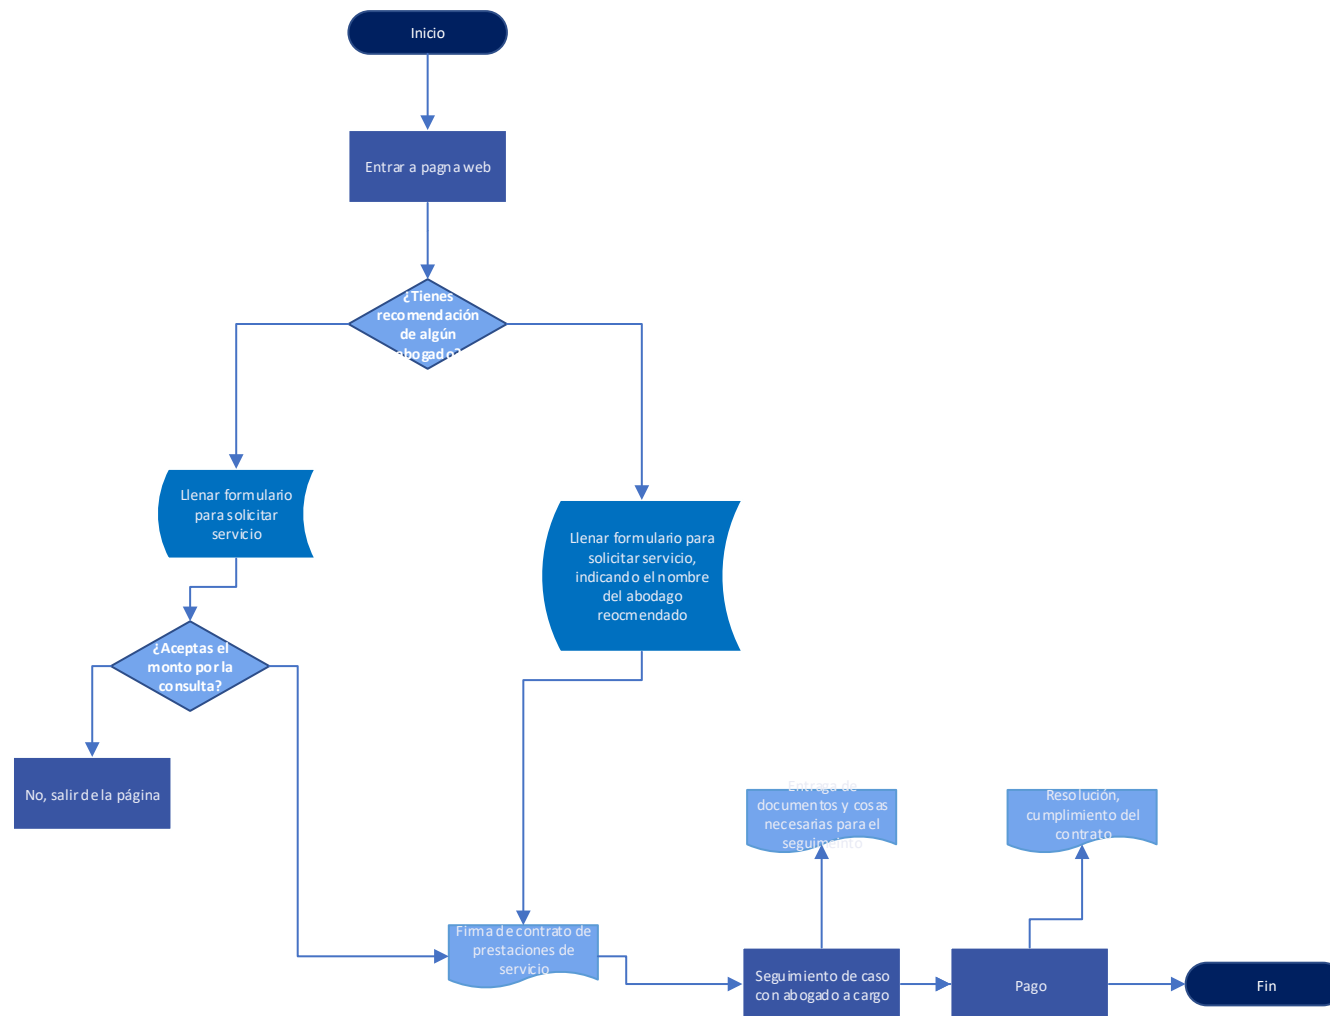 Inicio
Entrar a pagna web
¿Tienes
recomendación
de algún
abogado?
Llenar formulario
para solicitar
servicio
Llenar formulario para
solicitar servicio,
indicando el nombre
del abodago
reocmendado
¿Aceptas el
monto por la
consulta?
No, salir de la página
Entraga de
documentos y cosas
necesarias para el
seguimeinto
Resolución,
cumplimiento del
contrato
Firma de contrato de
prestaciones de
servicio
Seguimiento de caso
con abogado a cargo
Pago
Fin